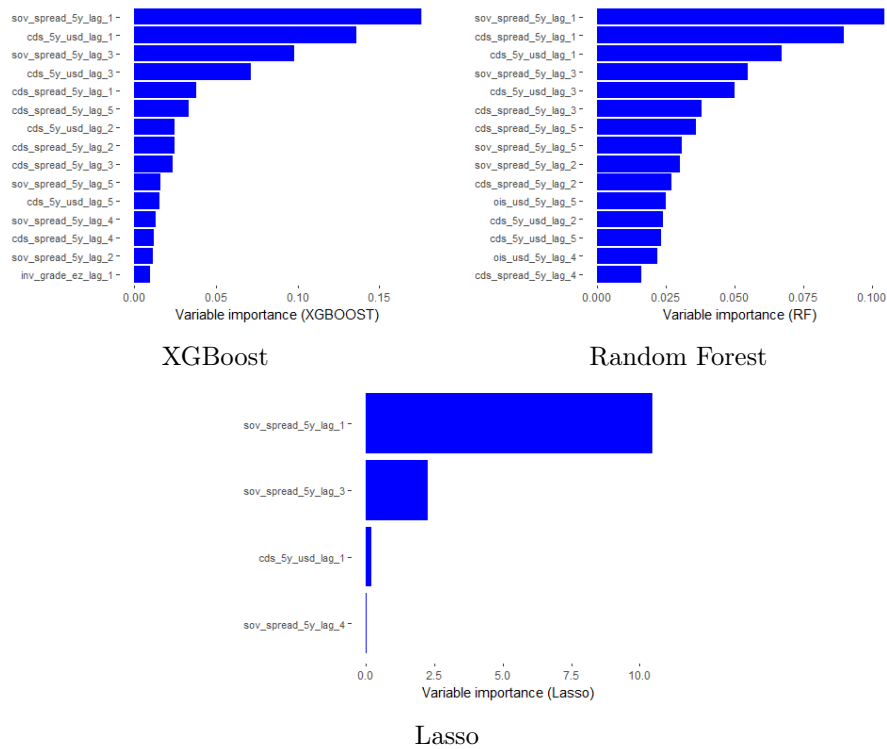 sov_spread_5y_lag_1
cds_5y_usd_lag_1
sov_spread_5y_lag_3
cds_5y_usd_lag_3
cds_spread_5y_lag_1
cds_spread_5y_lag_5
cds_5y_usd_lag_2
cds_spread_5y_lag_2
cds_spread_5y_lag_3
sov_spread_5y_lag_5
cds_5y_usd_lag_5
sov_spread_5y_lag_4
cds_spread_5y_lag_4
sov_spread_5y_lag_2
inv_grade_ez_lag_1
0.00 0.05 0.10 0.15
Variable importance (XGBOOST)
XGBoost
sov_spread_5y_lag_1
cds_spread_5y_lag_1
cds_5y_usd_lag_1
sov_spread_5y_lag_3
cds_5y_usd_lag_3
cds_spread_5y_lag_3
cds_spread_5y_lag_5
sov_spread_5y_lag_5
sov_spread_5y_lag_2
cds_spread_5y_lag_2
ois_usd_5y_lag_5
cds_5y_usd_lag_2
cds_5y_usd_lag_5
ois_usd_5y_lag_4
cds_spread_5y_lag_4
0.000 0.025 0.050 0.075 0.100
Variable importance (RF)
Random Forest
sov_spread_5y_lag_1
sov_spread_5y_lag_3
cds_5y_usd_lag_1
sov_spread_5y_lag_4
0.0 2.5 5.0 7.5 10.0
Variable importance (Lasso)
Lasso